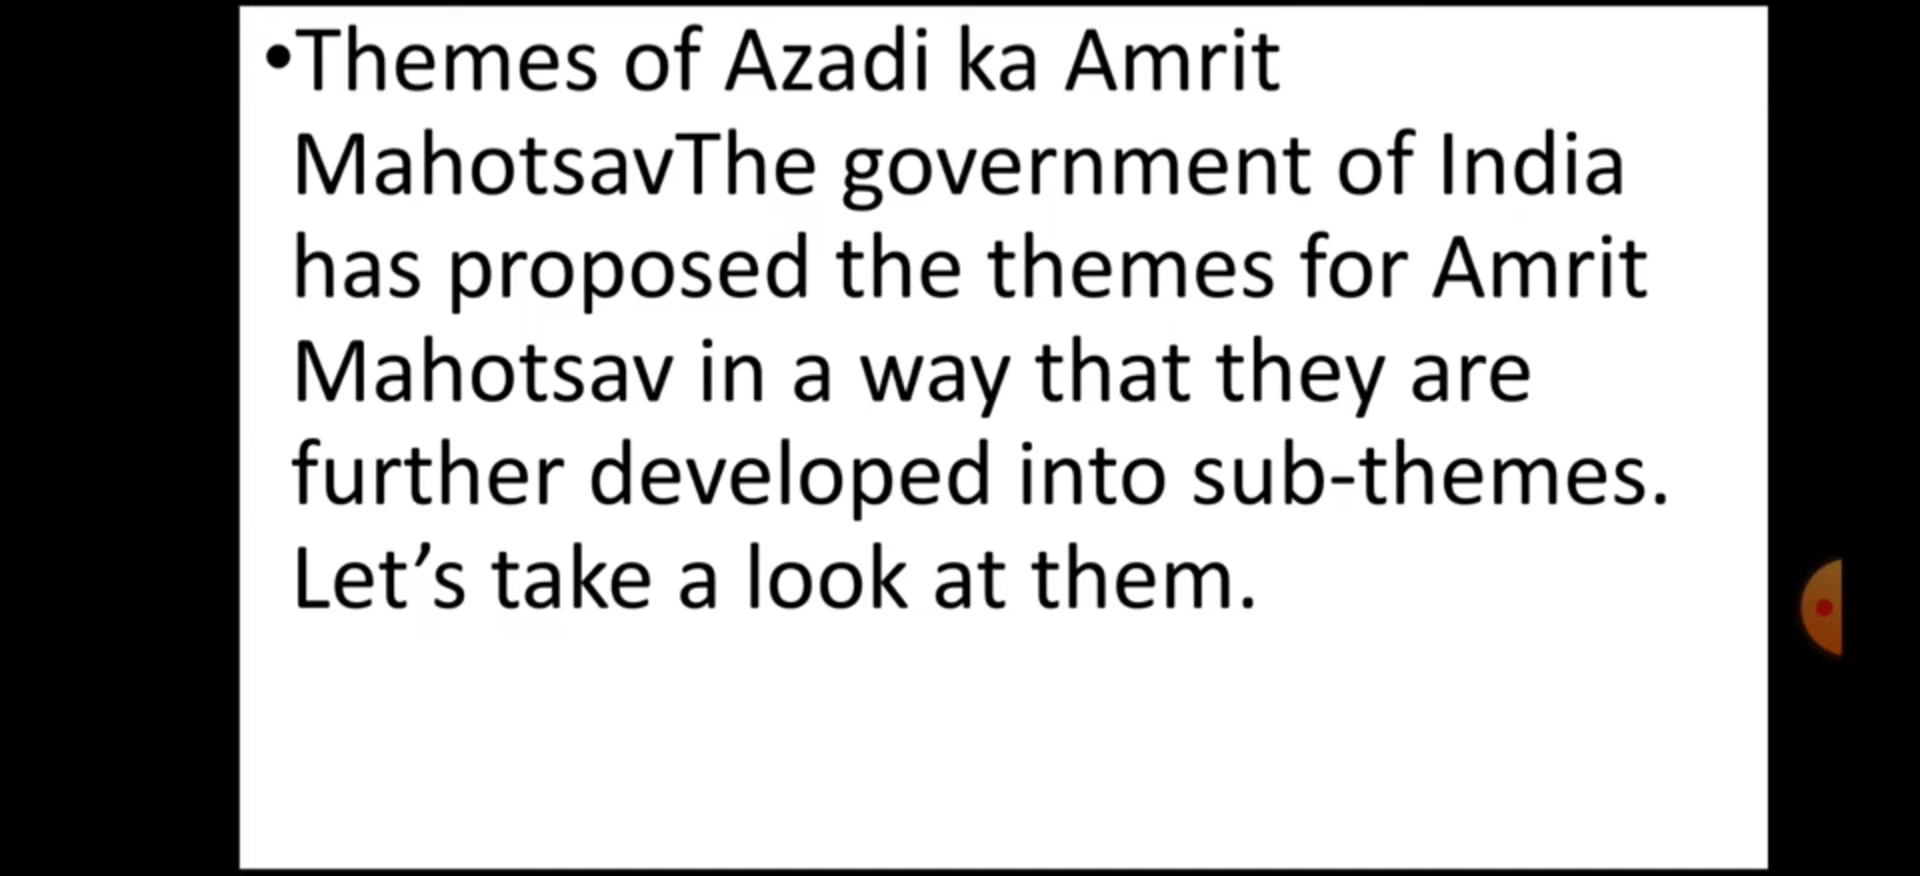 •Themes of Azadi ka Amrit
MahotsavThe government of India
has proposed the themes for Amrit
Mahotsav in a way that they are
further developed into sub-themes.
Let’s take a look at them.